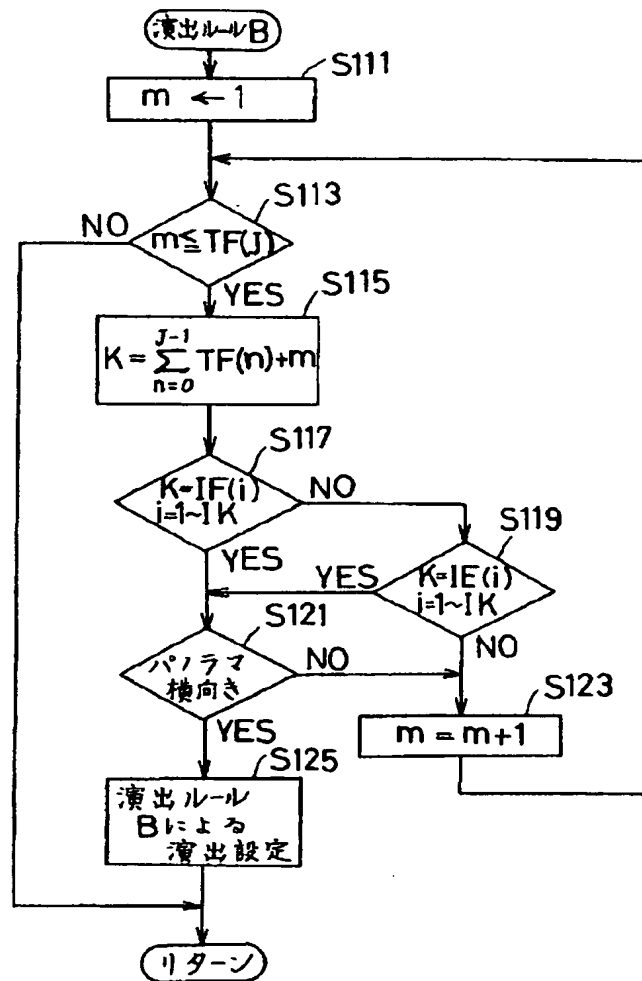 演出ルールB
S111
m ← 1
S113
NO
m≦TF(J)
YES
S115
J-1
K = Σ TF(n)+m
n=0
S117
K=IF(i)
i=1~IK
NO
YES
S119
K=IE(i)
i=1~IK
YES
NO
S121
パノラマ
横向き
NO
YES
S123
m = m+1
S125
演出ルール
Bによる
演出設定
リターン